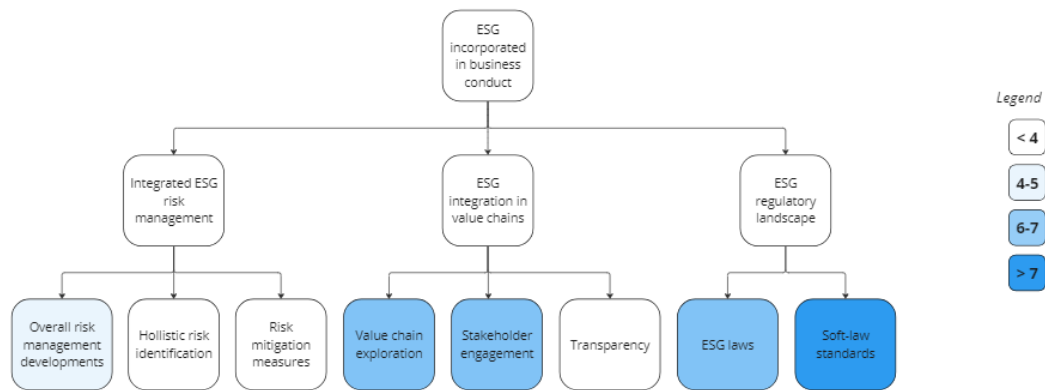 ESG
incorporated
in business
conduct
Legend
< 4
4-5
6-7
> 7
Integrated ESG
risk
management
ESG
integration in
value chains
ESG
regulatory
landscape
Overall risk
management
developments
Hollistic risk
identification
Risk
mitigation
measures
Value chain
exploration
Stakeholder
engagement
Transparency
ESG laws
Soft-law
standards